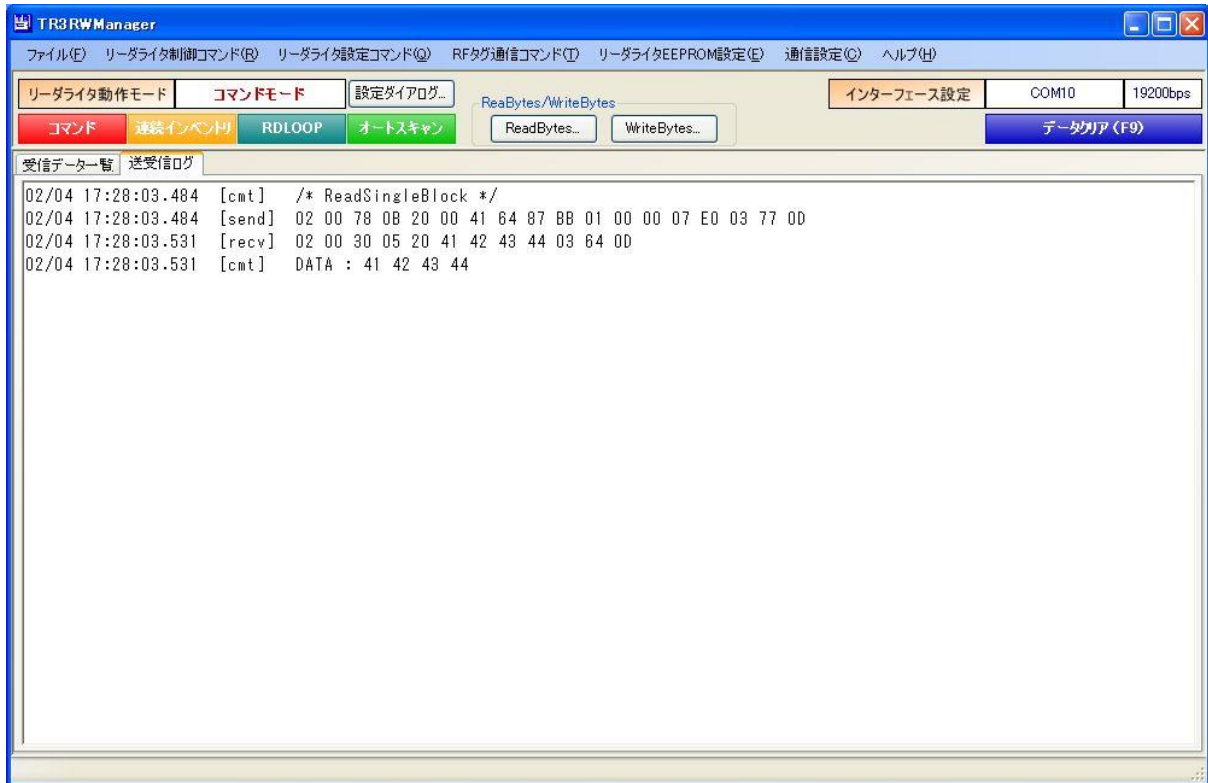 TR3RWManager
ファイル(F) リーダライタ制御コマンド(R) リーダライタ設定コマンド(Q) RFタグ通信コマンド(T) リーダライタEEPROM設定(E) 通信設定(C) ヘルプ(H)
リーダライタ動作モード コマンドモード 設定ダイアログ... ReaBytes/WriteBytes インターフェース設定 COM10 19200bps
コマンド 連続インベントリ RDLOOP オートスキャン ReadBytes... WriteBytes... データクリア (F9)
受信データ一覧 送受信ログ
02/04 17:28:03.484 [cmt] /* ReadSingleBlock */
02/04 17:28:03.484 [send] 02 00 78 0B 20 00 41 64 87 BB 01 00 00 07 E0 03 77 0D
02/04 17:28:03.531 [recv] 02 00 30 05 20 41 42 43 44 03 64 0D
02/04 17:28:03.531 [cmt] DATA : 41 42 43 44